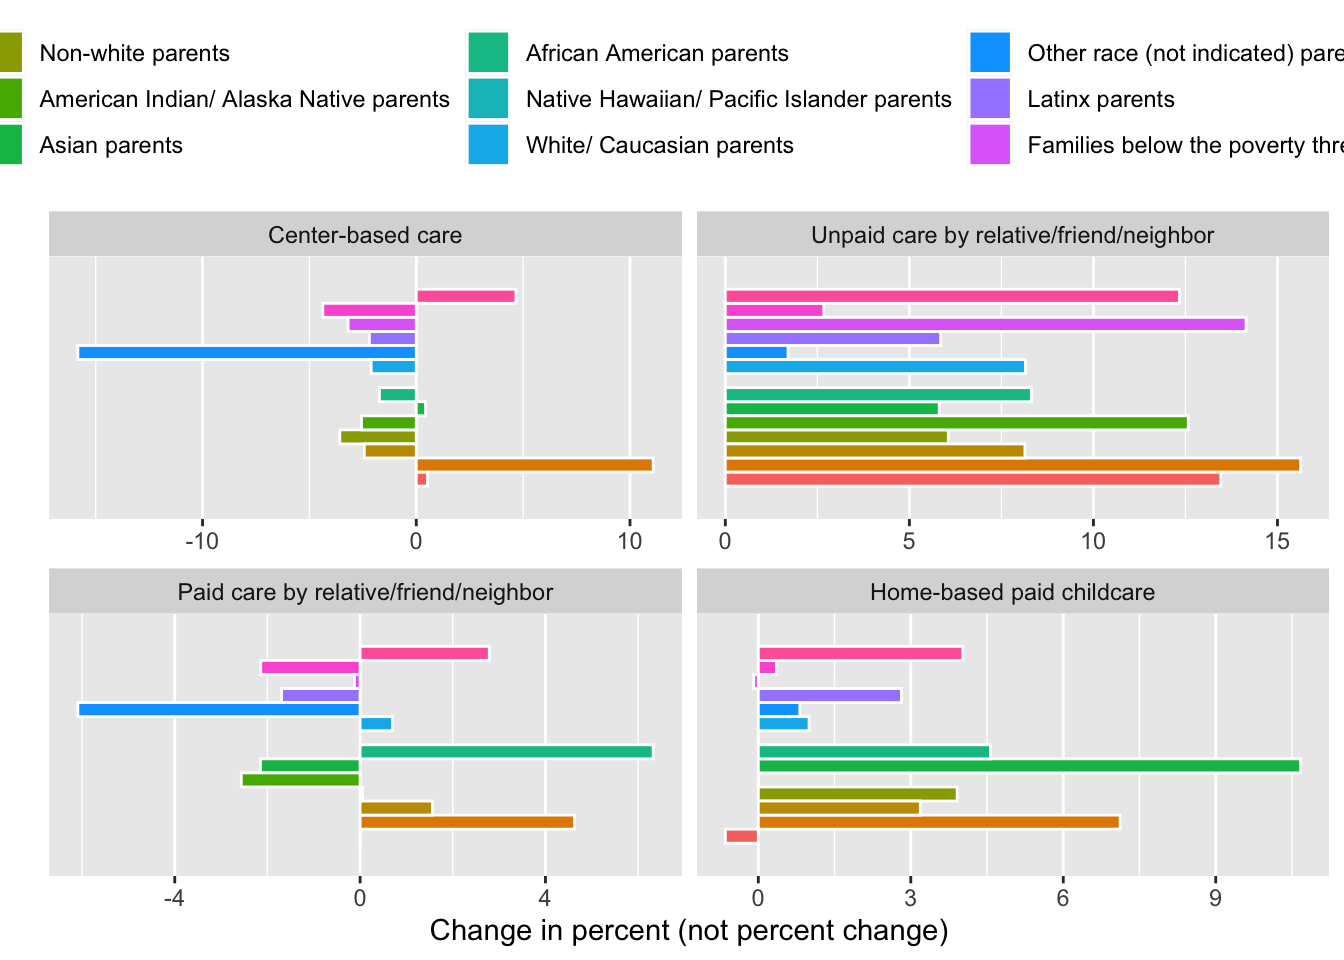 Non-white parents
African American parents
Other race (not indicated) pare
American Indian/ Alaska Native parents
Native Hawaiian/ Pacific Islander parents
Latinx parents
Asian parents
White/ Caucasian parents
Families below the poverty thre
Center-based care
Unpaid care by relative/friend/neighbor
-10 0 10
0 5 10 15
Paid care by relative/friend/neighbor
Home-based paid childcare
-4 0 4
0 3 6 9
Change in percent (not percent change)